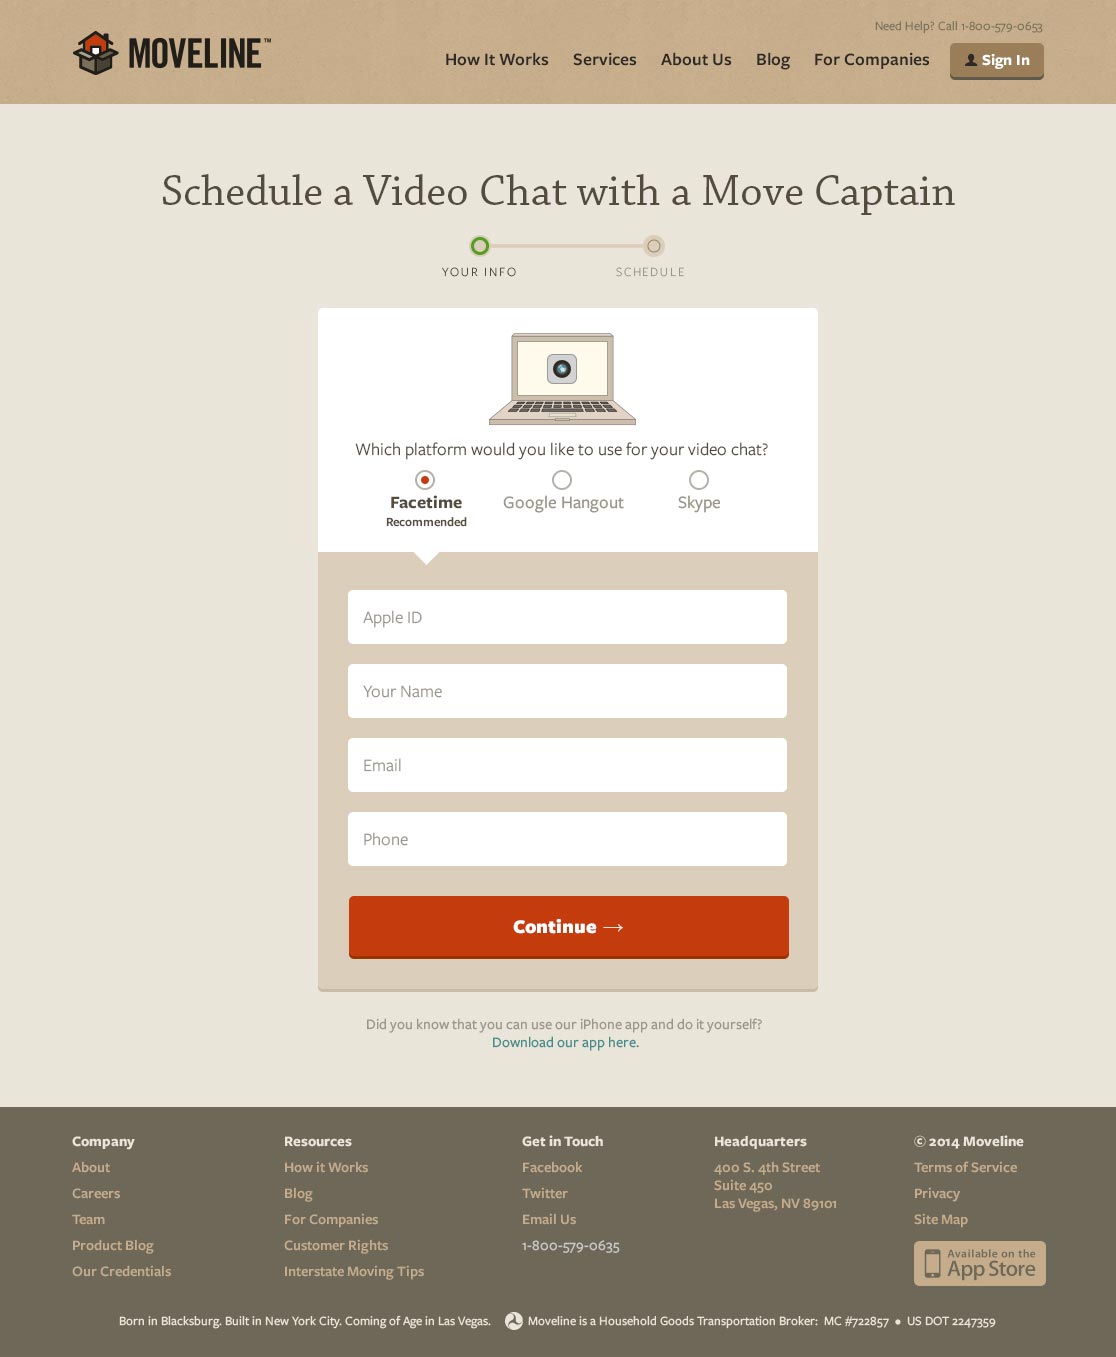 Need Help? Call 1-800-579-0653
MOVELINE™
How It Works
Services
About Us
Blog
For Companies
Sign In
Schedule a Video Chat with a Move Captain
YOUR INFO
SCHEDULE
Which platform would you like to use for your video chat?
Facetime
Google Hangout
Skype
Recommended
Apple ID
Your Name
Email
Phone
Continue →
Did you know that you can use our iPhone app and do it yourself?
Download our app here.
Company
About
Careers
Team
Product Blog
Our Credentials
Resources
How it Works
Blog
For Companies
Customer Rights
Interstate Moving Tips
Get in Touch
Facebook
Twitter
Email Us
1-800-579-0635
Headquarters
400 S. 4th Street
Suite 450
Las Vegas, NV 89101
© 2014 Moveline
Terms of Service
Privacy
Site Map
Available on the
App Store
Born in Blacksburg. Built in New York City. Coming of Age in Las Vegas.
Moveline is a Household Goods Transportation Broker: MC #722857 • US DOT 2247359